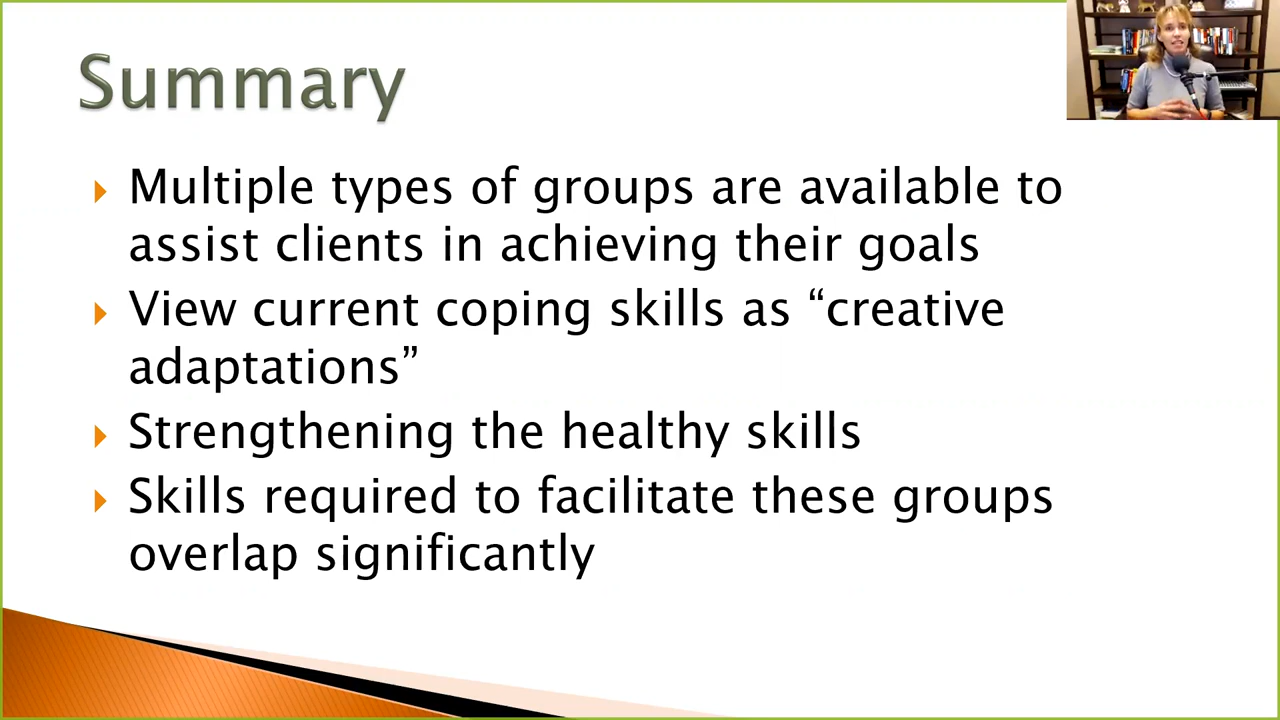 Summary
Multiple types of groups are available to
assist clients in achieving their goals
View current coping skills as “creative
adaptations”
Strengthening the healthy skills
Skills required to facilitate these groups
overlap significantly